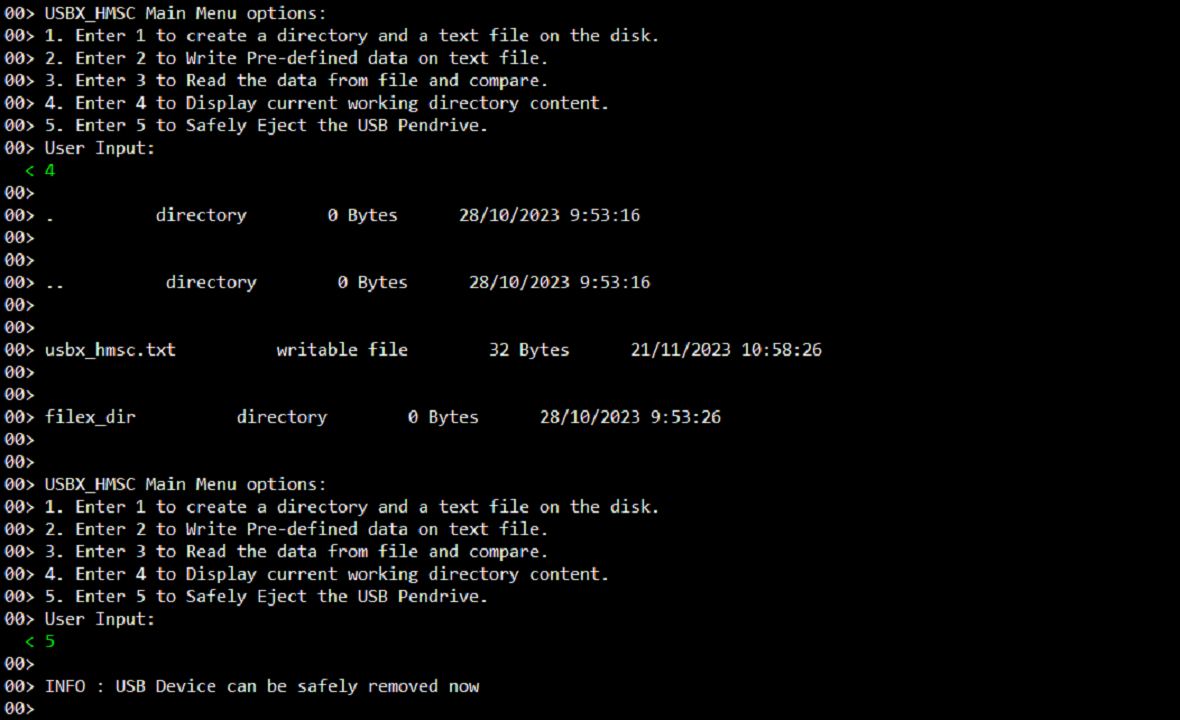 00> USBX_HMSC Main Menu options:
00> 1. Enter 1 to create a directory and a text file on the disk.
00> 2. Enter 2 to Write Pre-defined data on text file.
00> 3. Enter 3 to Read the data from file and compare.
00> 4. Enter 4 to Display current working directory content.
00> 5. Enter 5 to Safely Eject the USB Pendrive.
00> User Input:
< 4
00>
00> .          directory        0 Bytes      28/10/2023 9:53:16
00>
00>
00> ..          directory        0 Bytes      28/10/2023 9:53:16
00>
00>
00> usbx_hmsc.txt          writable file        32 Bytes      21/11/2023 10:58:26
00>
00>
00> filex_dir          directory        0 Bytes      28/10/2023 9:53:26
00>
00>
00> USBX_HMSC Main Menu options:
00> 1. Enter 1 to create a directory and a text file on the disk.
00> 2. Enter 2 to Write Pre-defined data on text file.
00> 3. Enter 3 to Read the data from file and compare.
00> 4. Enter 4 to Display current working directory content.
00> 5. Enter 5 to Safely Eject the USB Pendrive.
00> User Input:
< 5
00>
00> INFO : USB Device can be safely removed now
00>